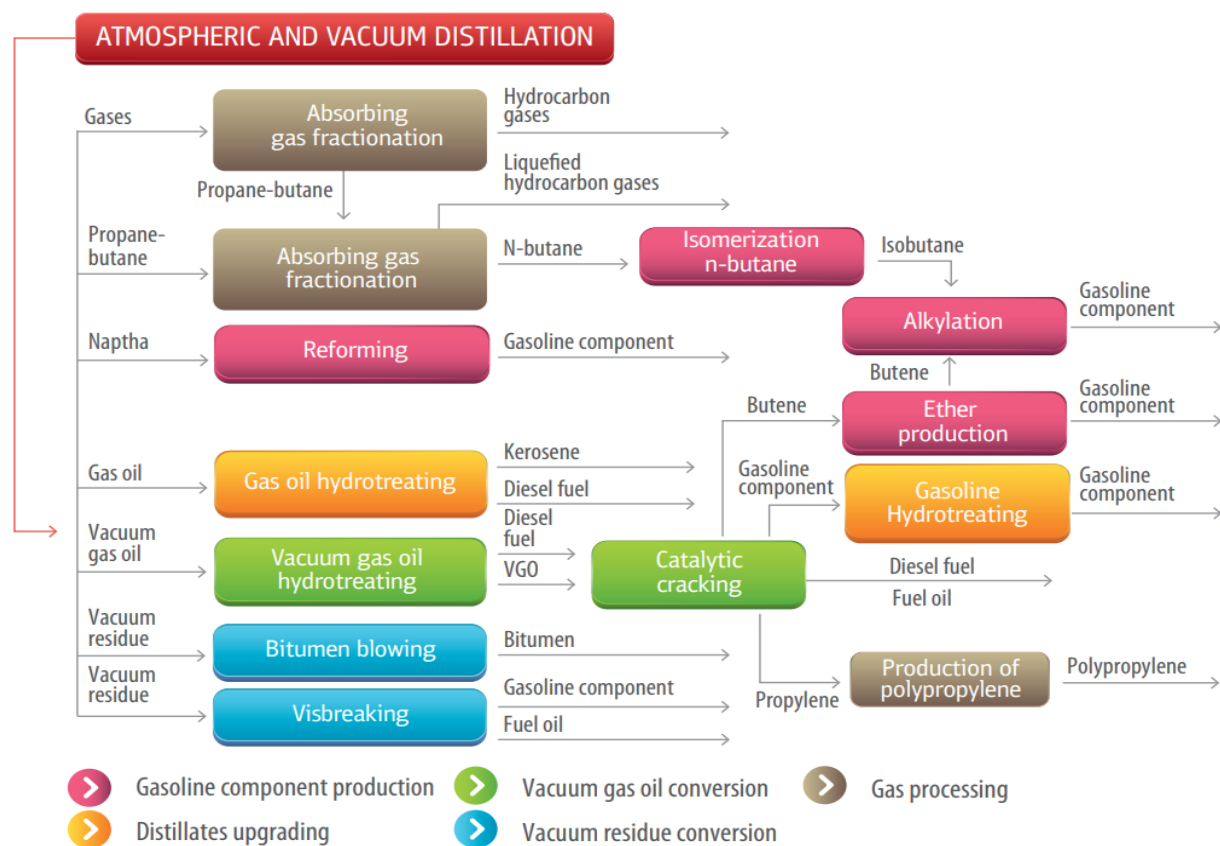 ATMOSPHERIC AND VACUUM DISTILLATION
Gases
Absorbing
gas fractionation
Hydrocarbon
gases
Propane-butane
Liquefied
hydrocarbon gases
Propane-
butane
Absorbing gas
fractionation
N-butane
Isomerization
n-butane
Isobutane
Naptha
Reforming
Gasoline component
Alkylation
Gasoline
component
Butene
Butene
Ether
production
Gasoline
component
Gas oil
Gas oil hydrotreating
Kerosene
Diesel fuel
Gasoline
component
Gasoline
Hydrotreating
Gasoline
component
Vacuum
gas oil
Vacuum gas oil
hydrotreating
Diesel
fuel
VGO
Catalytic
cracking
Diesel fuel
Fuel oil
Vacuum
residue
Bitumen blowing
Bitumen
Vacuum
residue
Visbreaking
Gasoline component
Fuel oil
Propylene
Production of
polypropylene
Polypropylene
Gasoline component production
Vacuum gas oil conversion
Gas processing
Distillates upgrading
Vacuum residue conversion